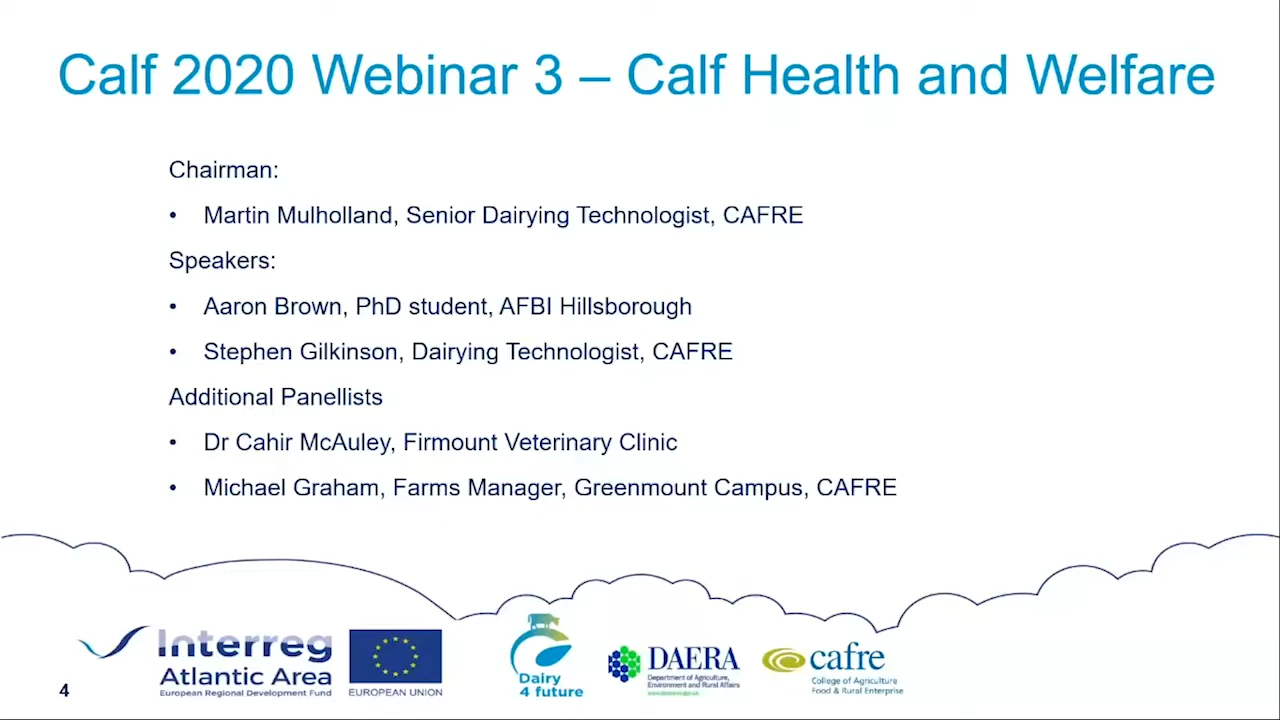 Calf 2020 Webinar 3 – Calf Health and Welfare
Chairman:
• Martin Mulholland, Senior Dairying Technologist, CAFRE
Speakers:
• Aaron Brown, PhD student, AFBI Hillsborough
• Stephen Gilkinson, Dairying Technologist, CAFRE
Additional Panellists
• Dr Cahir McAuley, Firmount Veterinary Clinic
• Michael Graham, Farms Manager, Greenmount Campus, CAFRE
Interreg
Atlantic Area
European Regional Development Fund
EUROPEAN UNION
Dairy
4 future
DAERA
Department of Agriculture,
Environment and Rural Affairs
cafre
College of Agriculture
Food & Rural Enterprise
4